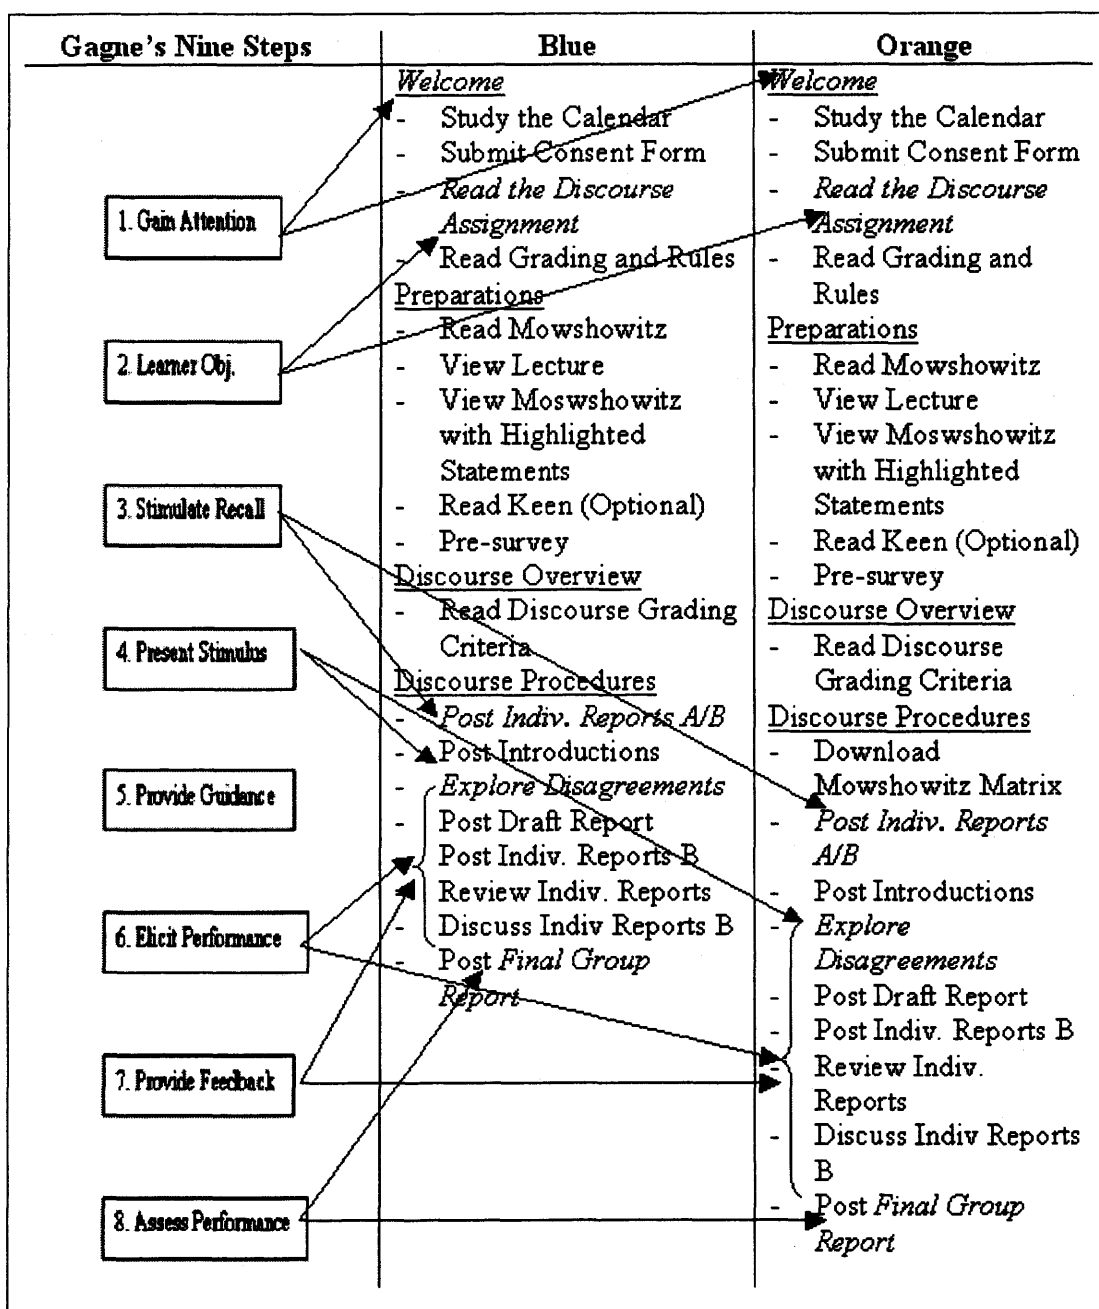 Gagne's Nine Steps
Blue
Orange
1. Gain Attention
2. Learner Obj.
3. Stimulate Recall
4. Present Stimulus
5. Provide Guidance
6. Elicit Performance
7. Provide Feedback
8. Assess Performance
Welcome
- Study the Calendar
- Submit Consent Form
- Read the Discourse
Assignment
- Read Grading and Rules
Preparations
- Read Mowshowitz
- View Lecture
- View Moswshowitz
with Highlighted
Statements
- Read Keen (Optional)
- Pre-survey
Discourse Overview
- Read Discourse Grading
Criteria
Discourse Procedures
- Post Indiv. Reports A/B
- Post Introductions
- Explore Disagreements
- Post Draft Report
Post Indiv. Reports B
Review Indiv. Reports
- Discuss Indiv Reports B
- Post Final Group
Report
Welcome
- Study the Calendar
- Submit Consent Form
- Read the Discourse
Assignment
- Read Grading and
Rules
Preparations
- Read Mowshowitz
- View Lecture
- View Moswshowitz
with Highlighted
Statements
- Read Keen (Optional)
- Pre-survey
Discourse Overview
- Read Discourse
Grading Criteria
Discourse Procedures
- Download
Mowshowitz Matrix
- Post Indiv. Reports
A/B
- Post Introductions
- Explore
Disagreements
- Post Draft Report
- Post Indiv. Reports B
- Review Indiv.
Reports
- Discuss Indiv Reports
B
- Post Final Group
Report